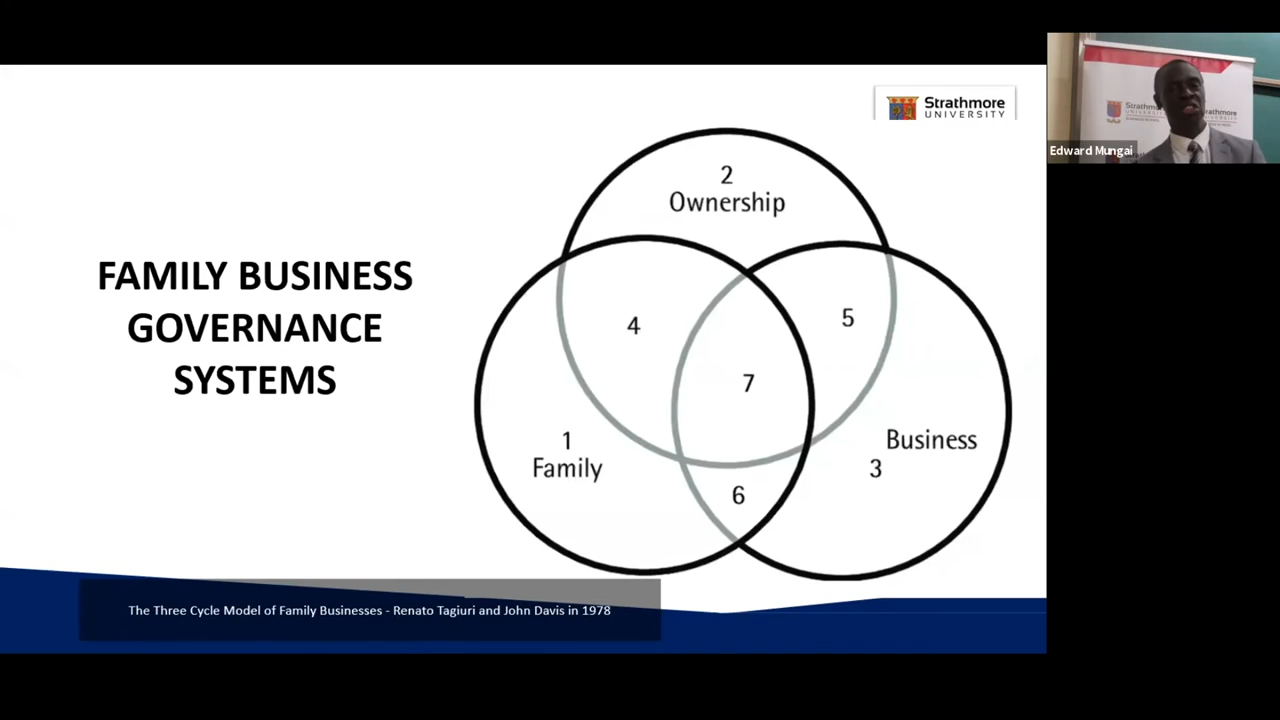 Strathmore
UNIVERSITY
FAMILY BUSINESS
GOVERNANCE
SYSTEMS
2
Ownership
4
5
7
1
Family
Business
3
6
The Three Cycle Model of Family Businesses - Renato Tagiuri and John Davis in 1978
Edward Mungai